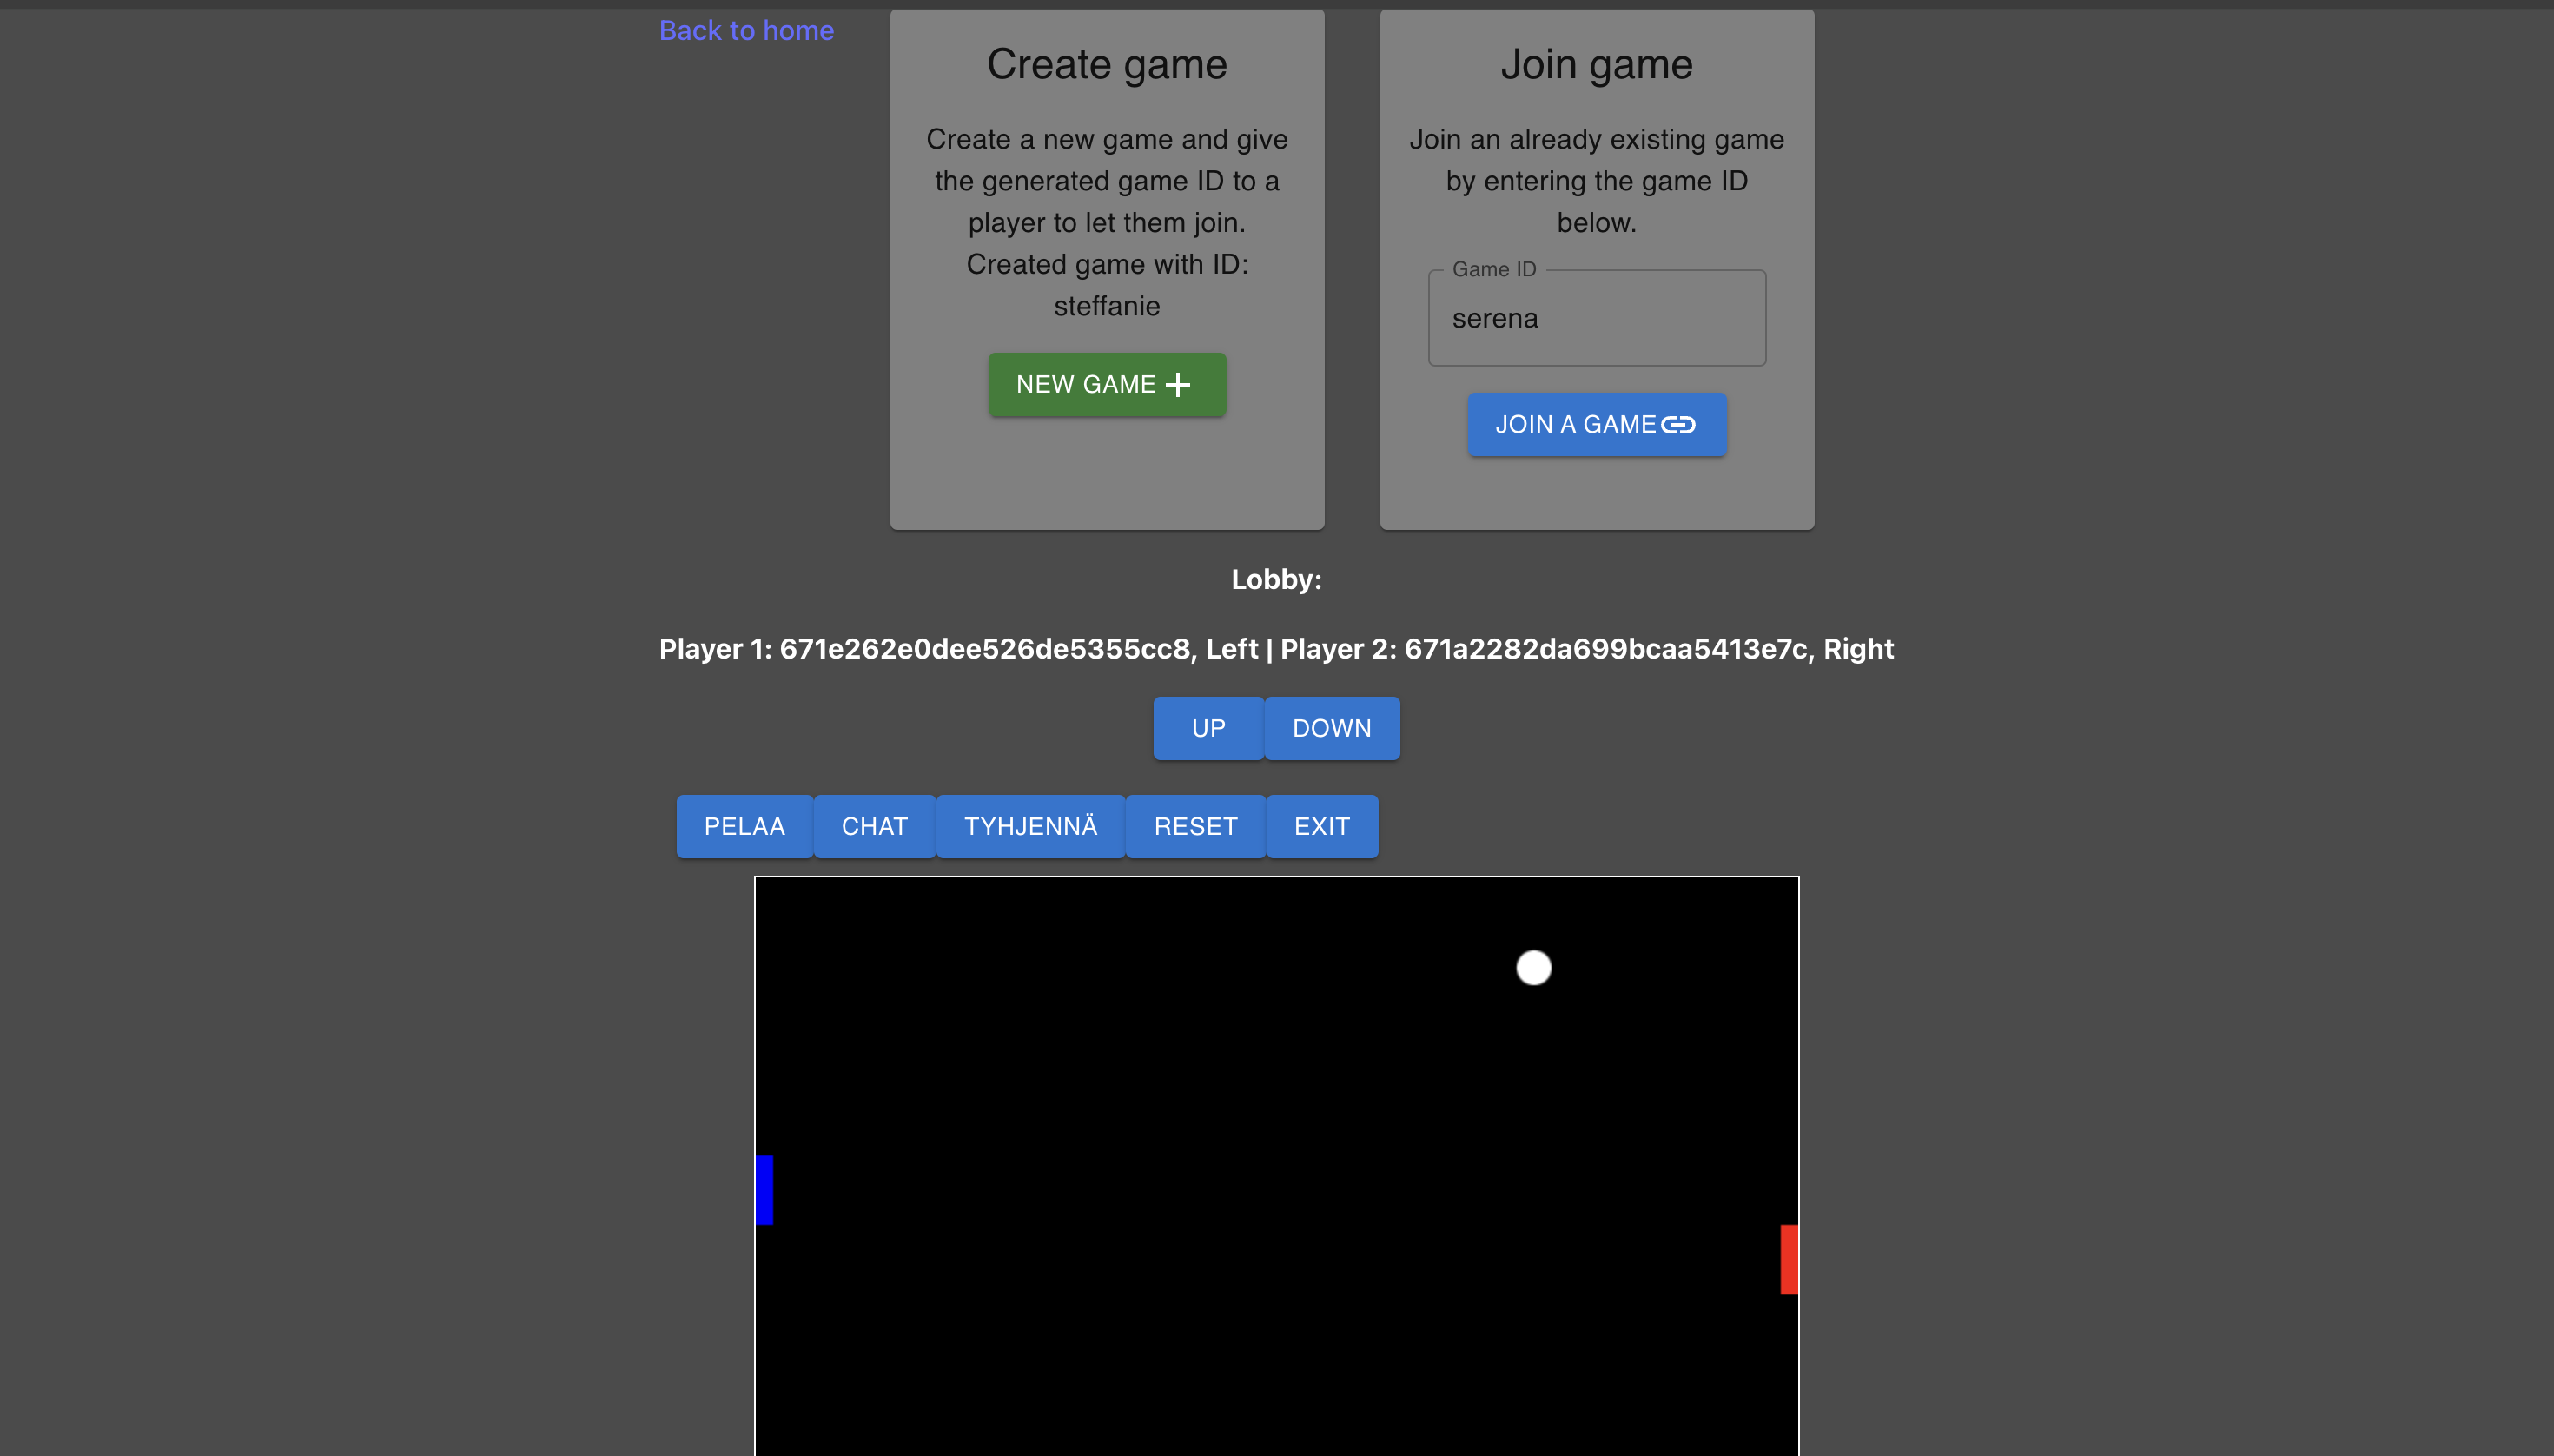 Back to home
Create game
Create a new game and give
the generated game ID to a
player to let them join.
Created game with ID:
steffanie
NEW GAME
Join game
Join an already existing game
by entering the game ID
below.
Game ID
serena
JOIN A GAME
Lobby:
Player 1: 671e262e0dee526de5355cc8, Left | Player 2: 671a2282da699bcaa5413e7c, Right
UP DOWN
PELAA CHAT TYHJENNÄ RESET EXIT